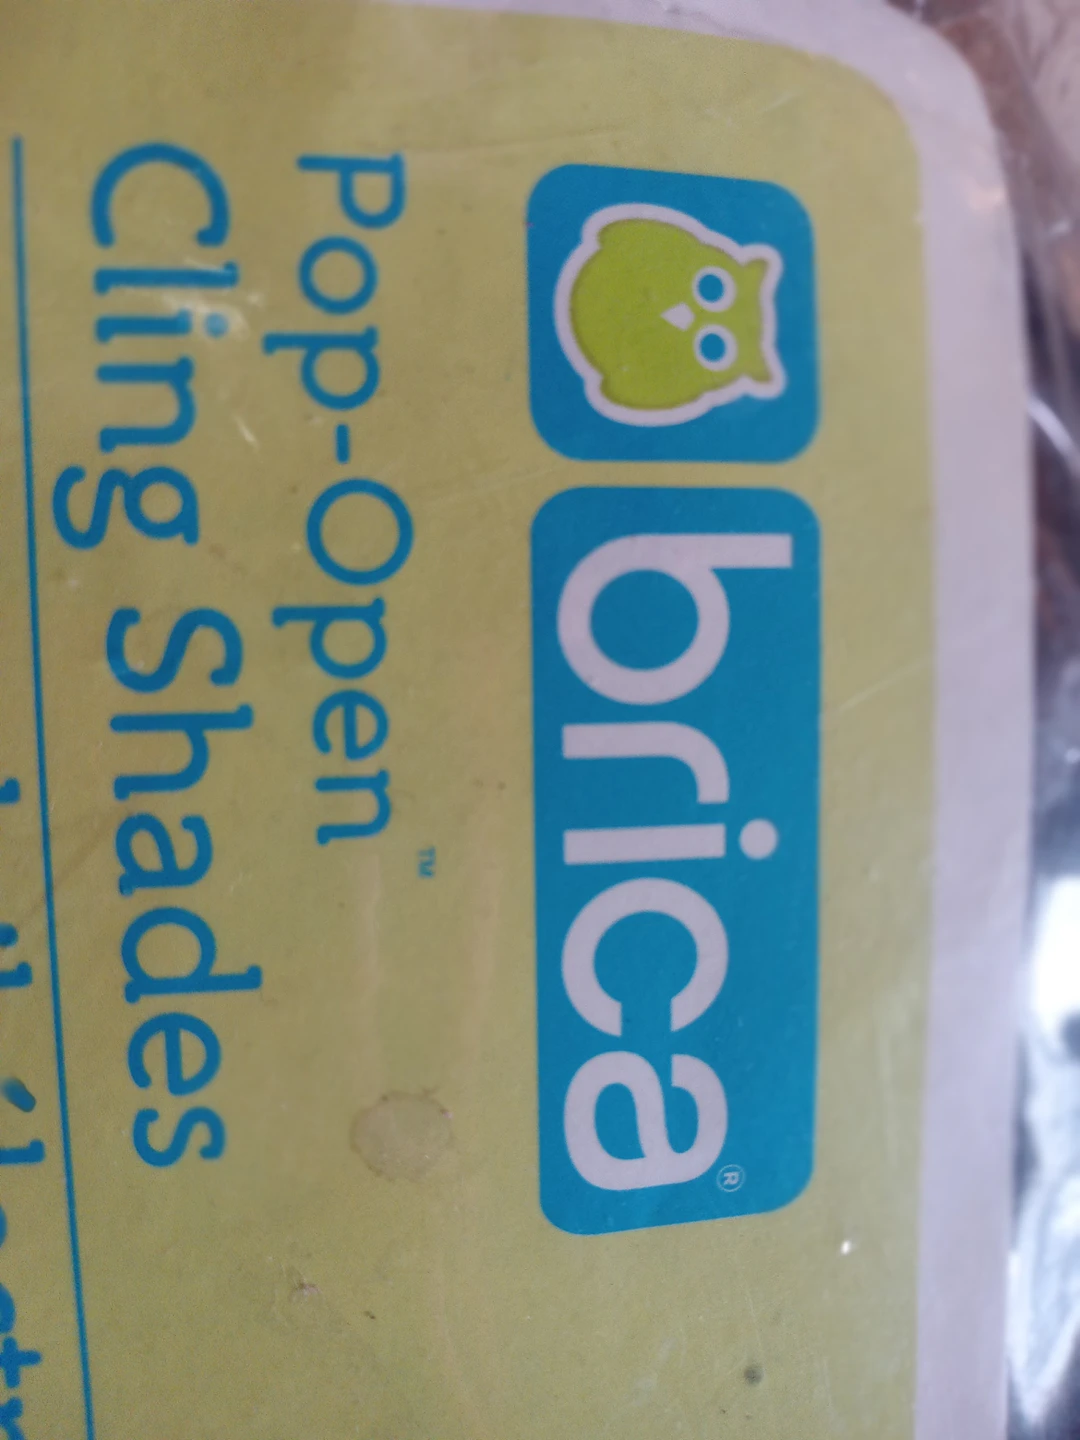 brica®
Pop-Open™
Cling Shades